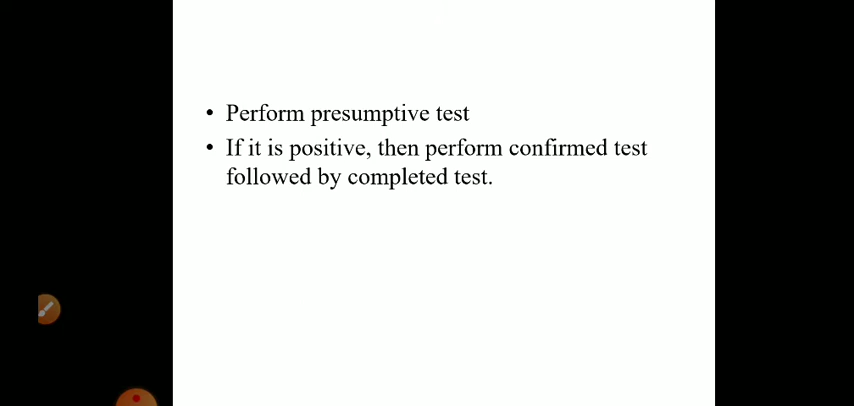 • Perform presumptive test
• If it is positive, then perform confirmed test
followed by completed test.